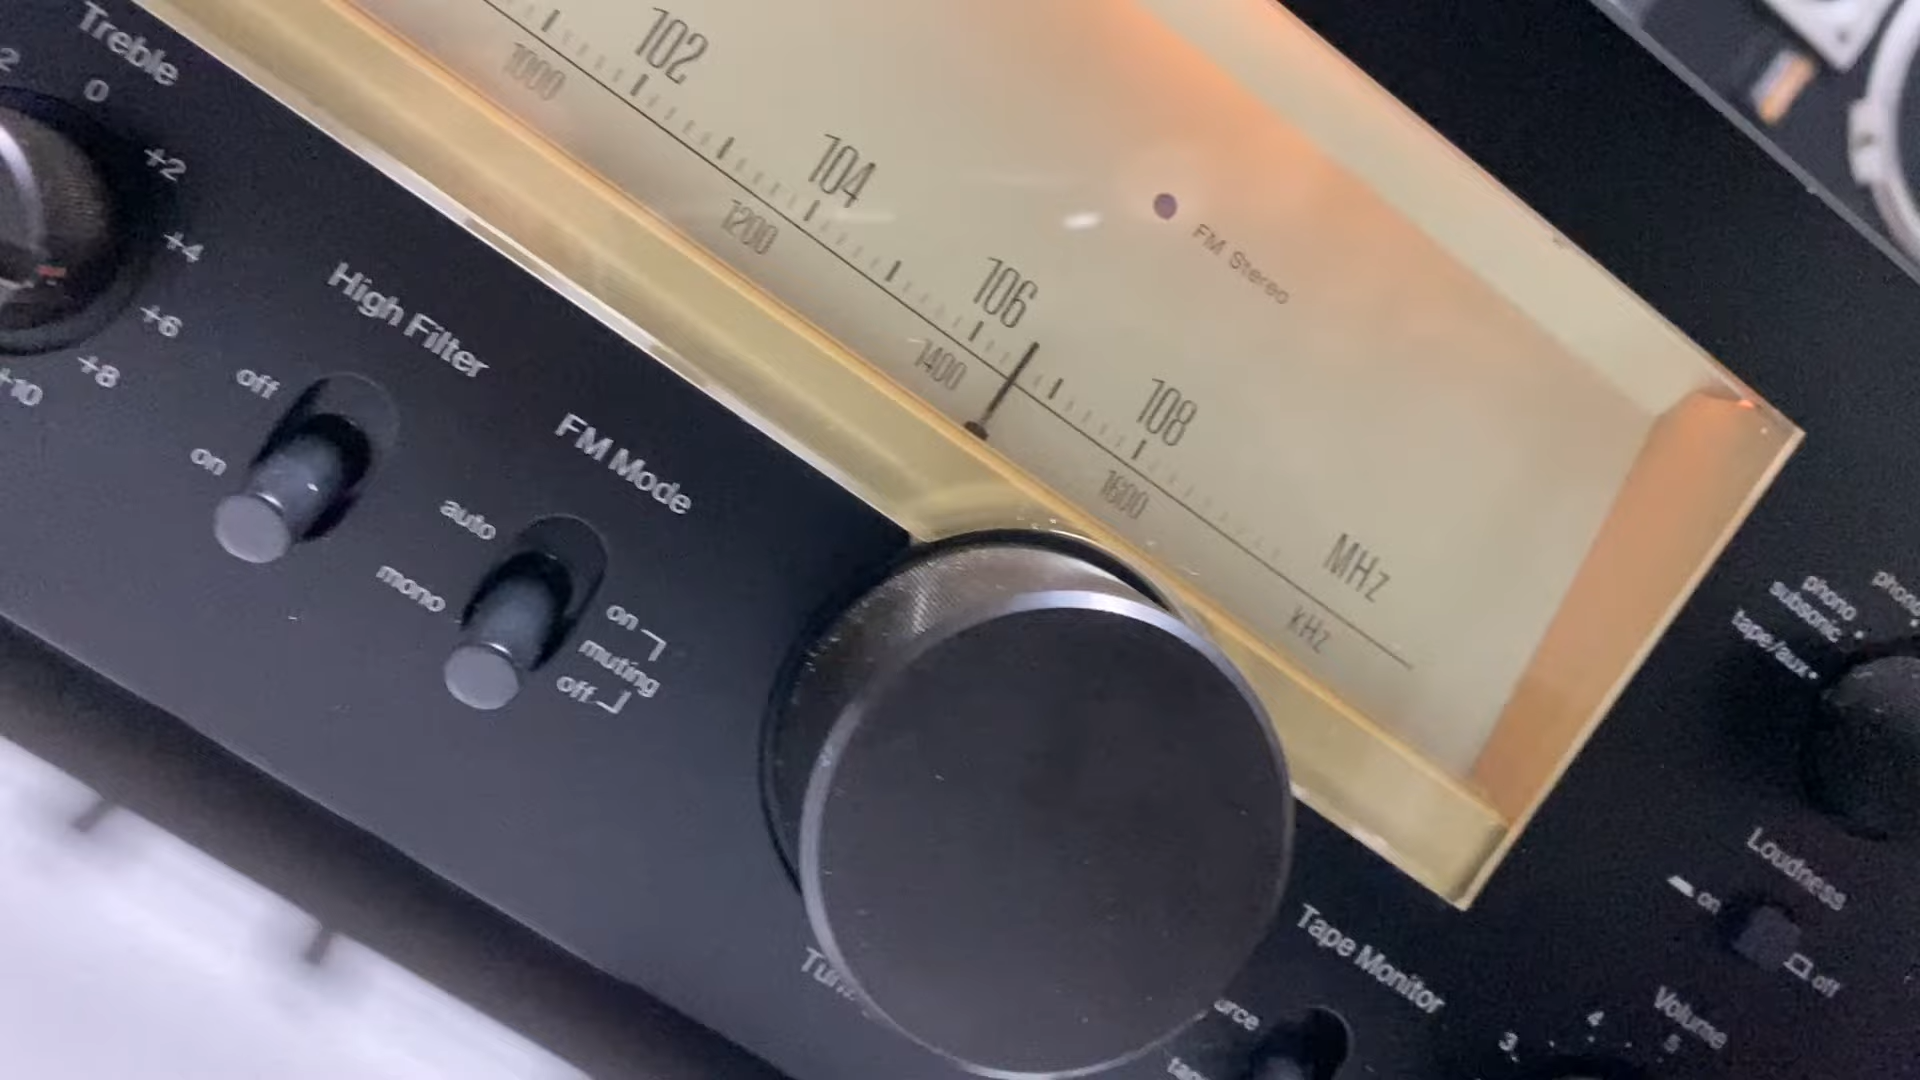 Treble
2
0
+2
+4
+6
+8
+10
High Filter
off
on
FM Mode
auto
mono
on
muting
off
102
104
106
108
MHz
1000
1200
1400
1600
kHz
FM Stereo
phono
subsonic
tape/aux
Loudness
on
off
Tape Monitor
Volume
3
4
5